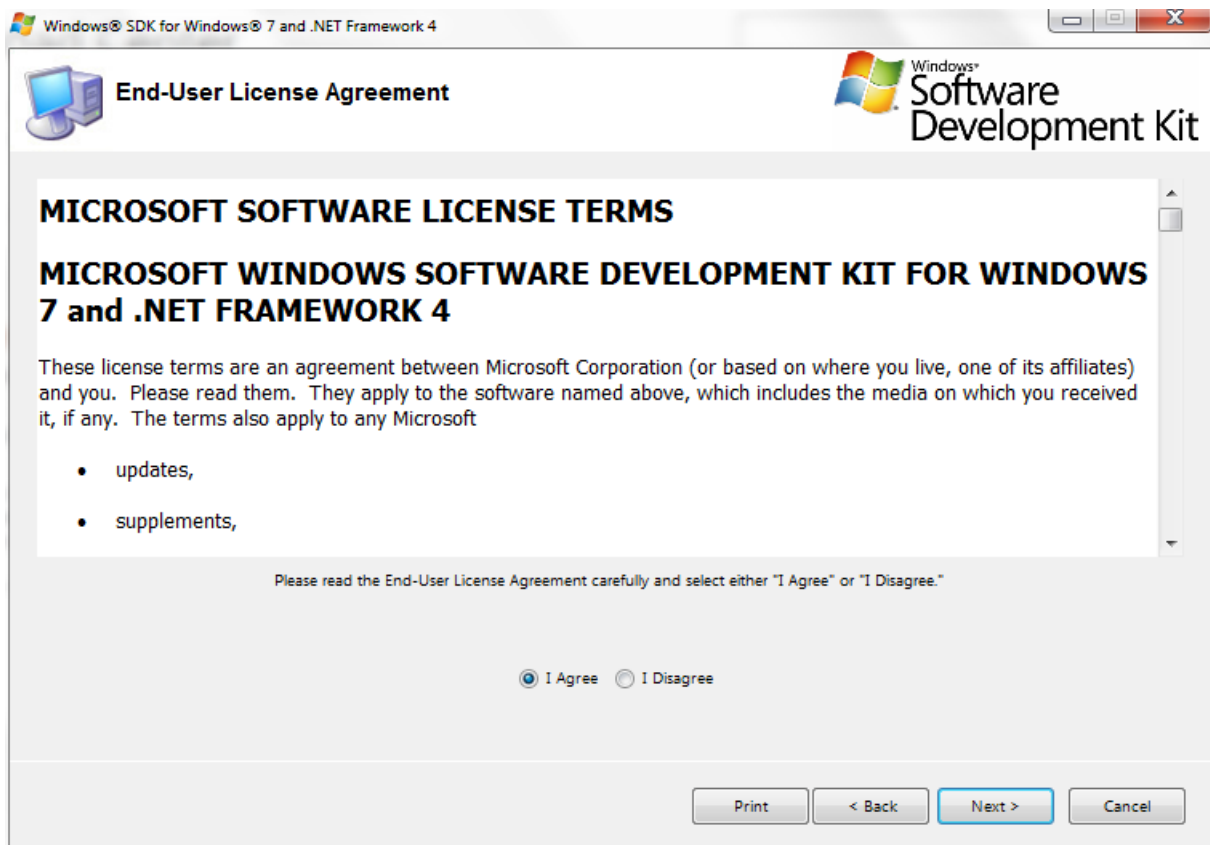 Windows® SDK for Windows® 7 and .NET Framework 4
End-User License Agreement
Windows®
Software
Development Kit
MICROSOFT SOFTWARE LICENSE TERMS
MICROSOFT WINDOWS SOFTWARE DEVELOPMENT KIT FOR WINDOWS
7 and .NET FRAMEWORK 4
These license terms are an agreement between Microsoft Corporation (or based on where you live, one of its affiliates)
and you.  Please read them.  They apply to the software named above, which includes the media on which you received
it, if any.  The terms also apply to any Microsoft
• updates,
• supplements,
Please read the End-User License Agreement carefully and select either "I Agree" or "I Disagree."
I Agree I Disagree
Print < Back Next > Cancel